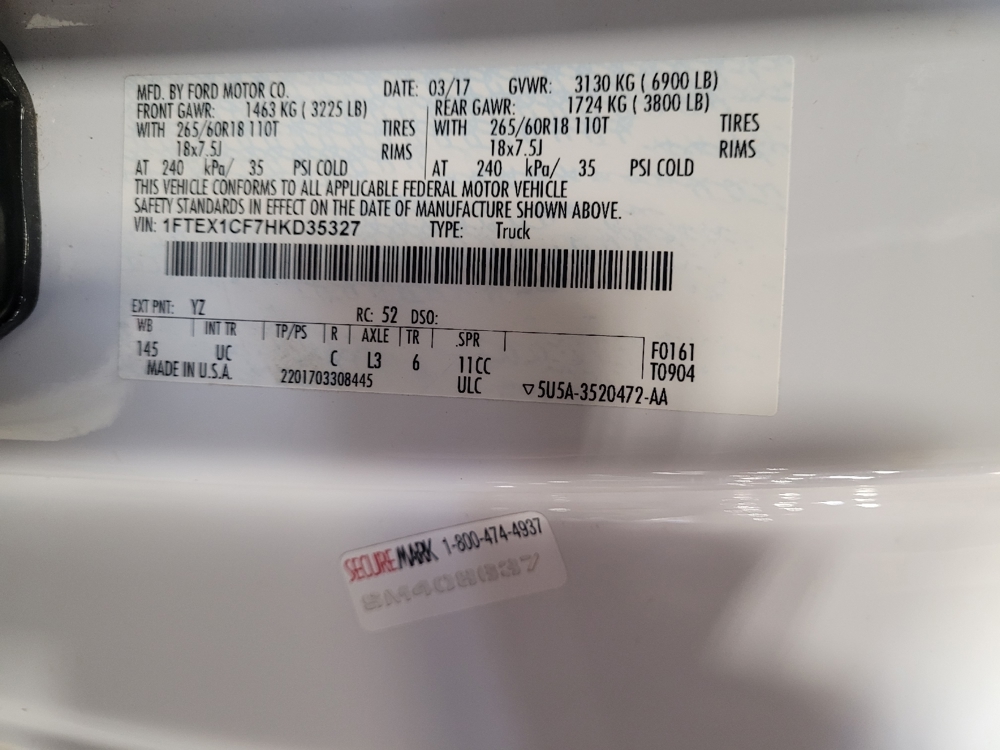 MFD. BY FORD MOTOR CO. DATE: 03/17 GVWR: 3130 KG ( 6900 LB)
FRONT GAWR: 1463 KG ( 3225 LB) REAR GAWR: 1724 KG ( 3800 LB)
WITH 265/60R18 110T TIRES WITH 265/60R18 110T TIRES
18x7.5J RIMS 18x7.5J RIMS
AT 240 kPa/ 35 PSI COLD AT 240 kPa/ 35 PSI COLD
THIS VEHICLE CONFORMS TO ALL APPLICABLE FEDERAL MOTOR VEHICLE
SAFETY STANDARDS IN EFFECT ON THE DATE OF MANUFACTURE SHOWN ABOVE.
VIN: 1FTEX1CF7HKD35327 TYPE: Truck
EXT PNT: YZ RC: 52 DSO:
WB INT TR TP/PS R AXLE TR SPR
145 UC C L3 6 11CC F0161
MADE IN U.S.A. 2201703308445 ULC ▽5U5A-3520472-AA T0904
SECUREMARK 1-800-474-4937